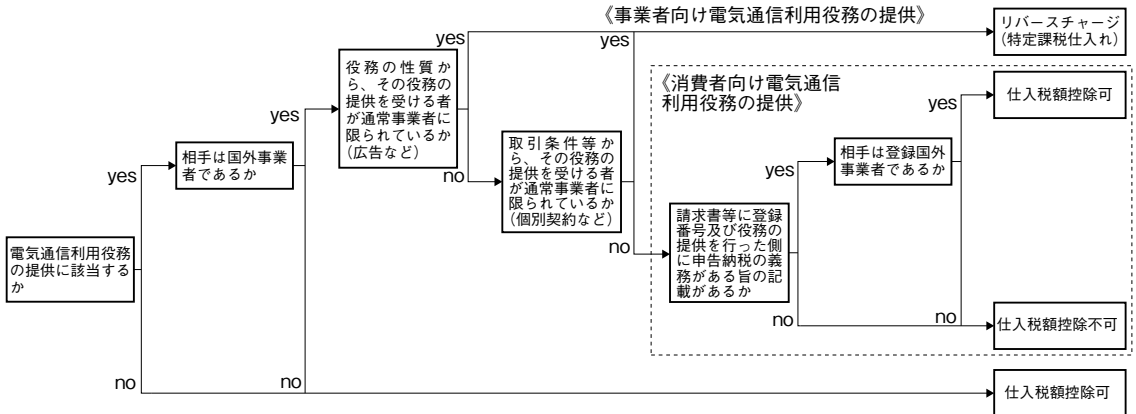 《事業者向け電気通信利用役務の提供》
リバースチャージ
（特定課税仕入れ）
yes
yes
役務の性質か
ら、その役務の
提供を受ける者
が通常事業者に
限られているか
（広告など）
《消費者向け電気通信
利用役務の提供》
yes
仕入税額控除可
yes
取引条件等か
ら、その役務の
提供を受ける者
が通常事業者に
限られているか
（個別契約など）
no
相手は国外事業
者であるか
yes
相手は登録国外
事業者であるか
yes
請求書等に登録
番号及び役務の
提供を行った側
に申告納税の義
務がある旨の記
載があるか
no
電気通信利用役務
の提供に該当する
か
no
no
仕入税額控除不可
no
no
仕入税額控除可